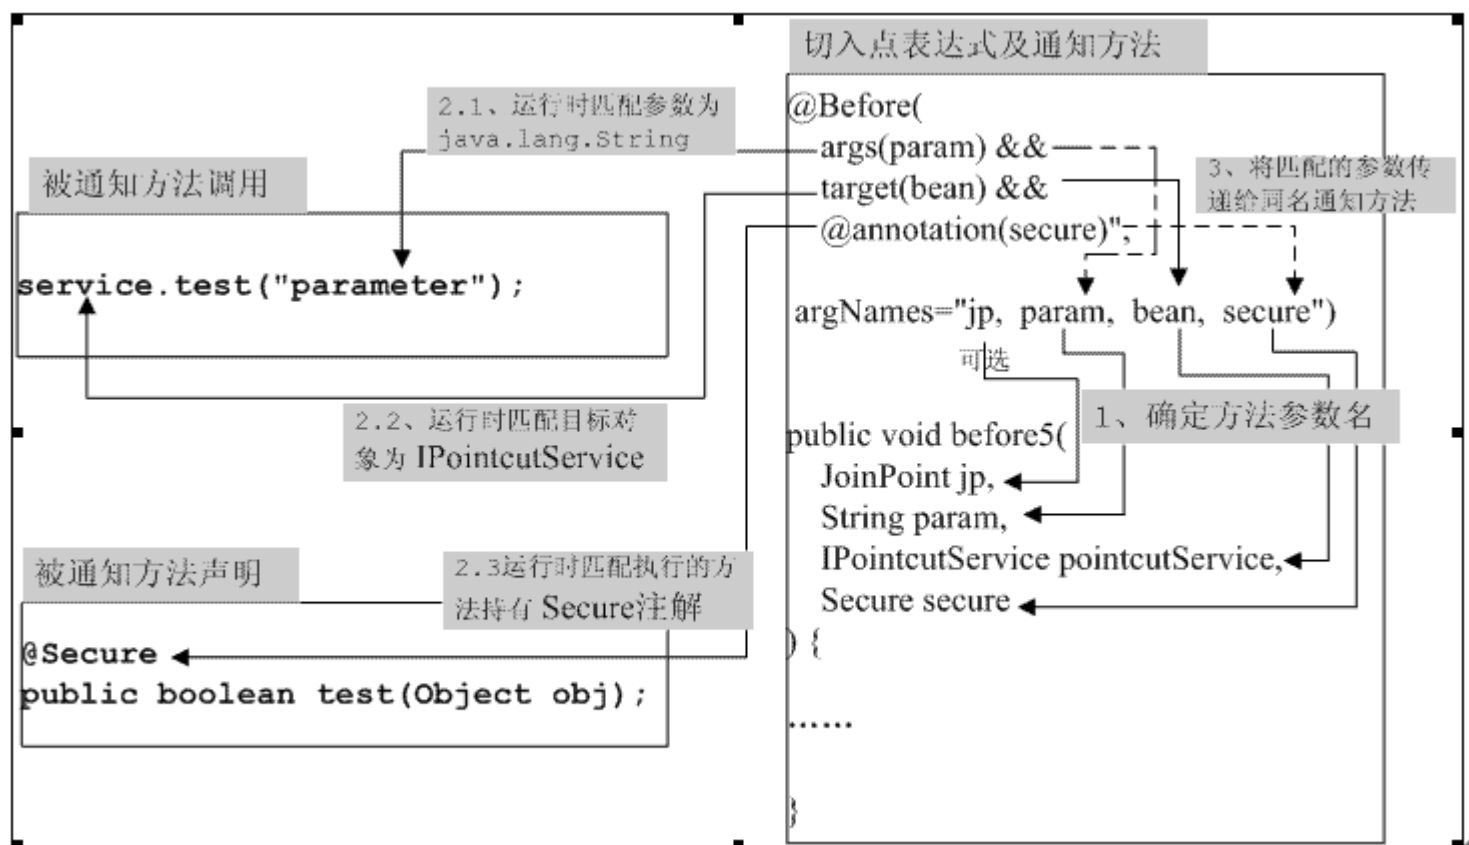 切入点表达式及通知方法
2.1、运行时匹配参数为
java.lang.String
被通知方法调用
service.test("parameter");
2.2、运行时匹配目标对
象为 IPointcutService
被通知方法声明
2.3运行时匹配执行的方
法持有 Secure注解
@Secure
public boolean test(Object obj);
@Before(
args(param) &&
target(bean) &&
@annotation(secure)",
3、将匹配的参数传
递给同名通知方法
argNames="jp, param, bean, secure")
可选
1、确定方法参数名
public void before5(
JoinPoint jp,
String param,
IPointcutService pointcutService,
Secure secure
) {
……
}